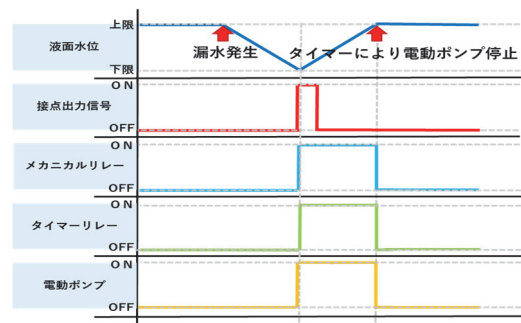 上限
液面水位
漏水発生 タイマーにより電動ポンプ停止
下限
ON
接点出力信号
OFF
ON
メカニカルリレー
OFF
ON
タイマーリレー
OFF
ON
電動ポンプ
OFF